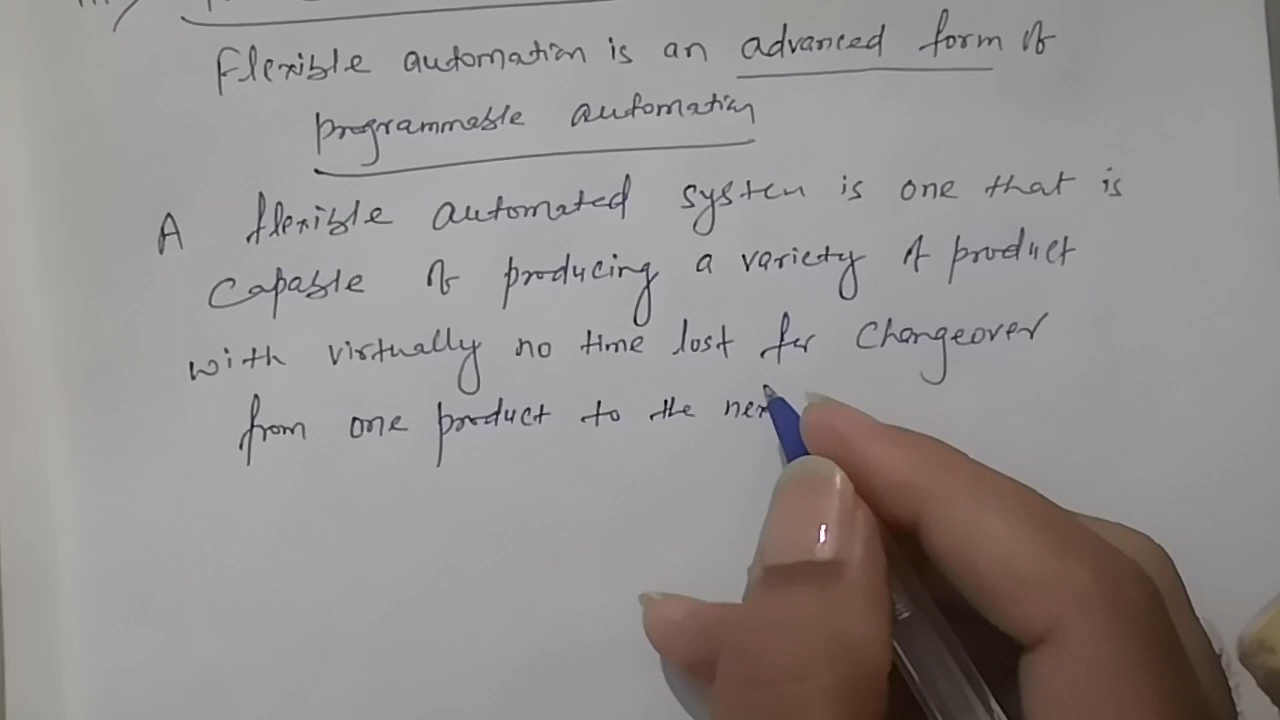 Flexible automation is an advanced form of
programmable automation
A flexible automated system is one that is
capable of producing a variety of product
with virtually no time lost for changeover
from one product to the nex